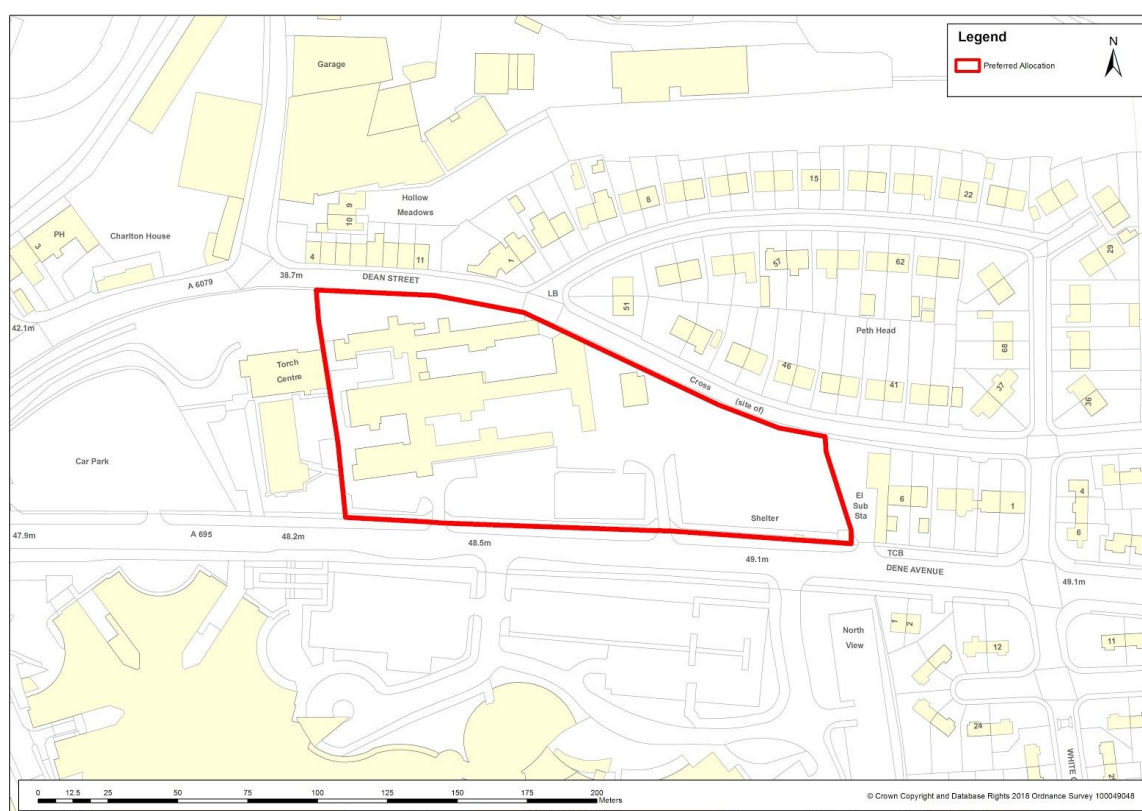 Legend
Preferred Allocation
N
Garage
15
8
22
Hollow
Meadows
9
10
PH
3
Charlton House
4
11
1
29
38.7m
DEAN STREET
57
62
A 6079
LB
51
42.1m
Peth Head
68
Torch
Centre
46
Cross
(site of)
41
37
36
Car Park
El
Sub
Sta
6
1
4
6
Shelter
47.9m
A 695
48.2m
48.5m
49.1m
TCB
DENE AVENUE
49.1m
North
View
1
2
12
11
24
0 12.5 25 50 75 100 125 150 175 200
Meters
© Crown Copyright and Database Rights 2018 Ordnance Survey 100049048